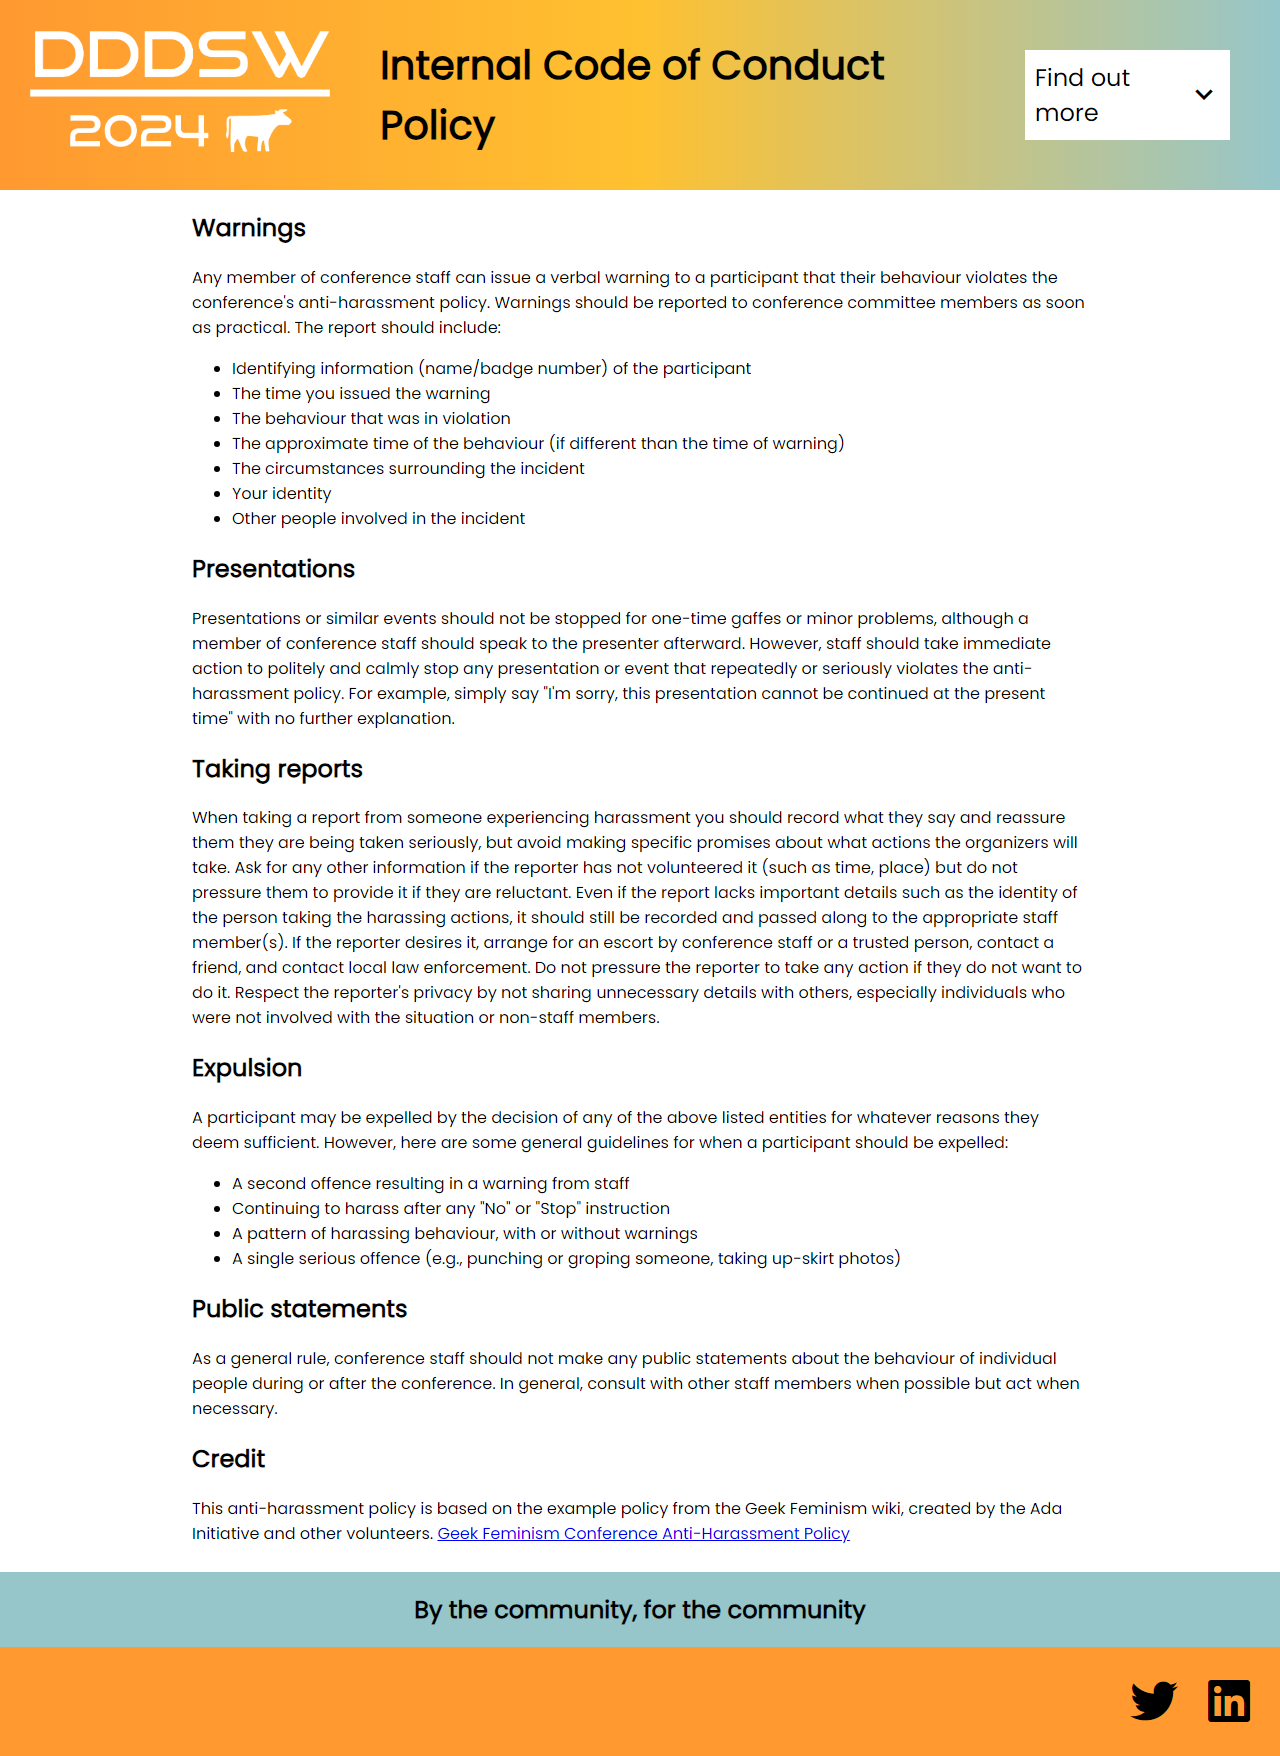 DDDSW
2024
Internal Code of Conduct
Policy
Find out
more
Warnings
Any member of conference staff can issue a verbal warning to a participant that their behaviour violates the
conference's anti-harassment policy. Warnings should be reported to conference committee members as soon
as practical. The report should include:
• Identifying information (name/badge number) of the participant
• The time you issued the warning
• The behaviour that was in violation
• The approximate time of the behaviour (if different than the time of warning)
• The circumstances surrounding the incident
• Your identity
• Other people involved in the incident
Presentations
Presentations or similar events should not be stopped for one-time gaffes or minor problems, although a
member of conference staff should speak to the presenter afterward. However, staff should take immediate
action to politely and calmly stop any presentation or event that repeatedly or seriously violates the anti-
harassment policy. For example, simply say "I'm sorry, this presentation cannot be continued at the present
time" with no further explanation.
Taking reports
When taking a report from someone experiencing harassment you should record what they say and reassure
them they are being taken seriously, but avoid making specific promises about what actions the organizers will
take. Ask for any other information if the reporter has not volunteered it (such as time, place) but do not
pressure them to provide it if they are reluctant. Even if the report lacks important details such as the identity of
the person taking the harassing actions, it should still be recorded and passed along to the appropriate staff
member(s). If the reporter desires it, arrange for an escort by conference staff or a trusted person, contact a
friend, and contact local law enforcement. Do not pressure the reporter to take any action if they do not want to
do it. Respect the reporter's privacy by not sharing unnecessary details with others, especially individuals who
were not involved with the situation or non-staff members.
Expulsion
A participant may be expelled by the decision of any of the above listed entities for whatever reasons they
deem sufficient. However, here are some general guidelines for when a participant should be expelled:
• A second offence resulting in a warning from staff
• Continuing to harass after any "No" or "Stop" instruction
• A pattern of harassing behaviour, with or without warnings
• A single serious offence (e.g., punching or groping someone, taking up-skirt photos)
Public statements
As a general rule, conference staff should not make any public statements about the behaviour of individual
people during or after the conference. In general, consult with other staff members when possible but act when
necessary.
Credit
This anti-harassment policy is based on the example policy from the Geek Feminism wiki, created by the Ada
Initiative and other volunteers. Geek Feminism Conference Anti-Harassment Policy
By the community, for the community
in